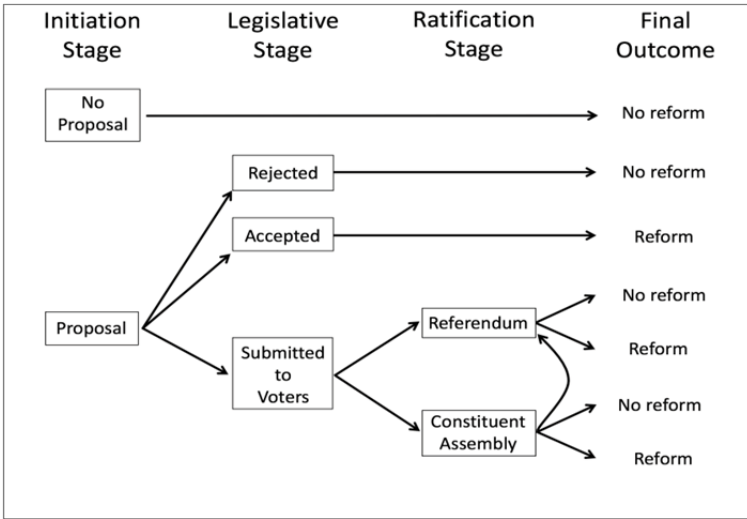 Initiation
Stage
Legislative
Stage
Ratification
Stage
Final
Outcome
No
Proposal
No reform
Rejected
No reform
Accepted
Reform
Proposal
Submitted
to
Voters
Referendum
No reform
Reform
Constituent
Assembly
No reform
Reform